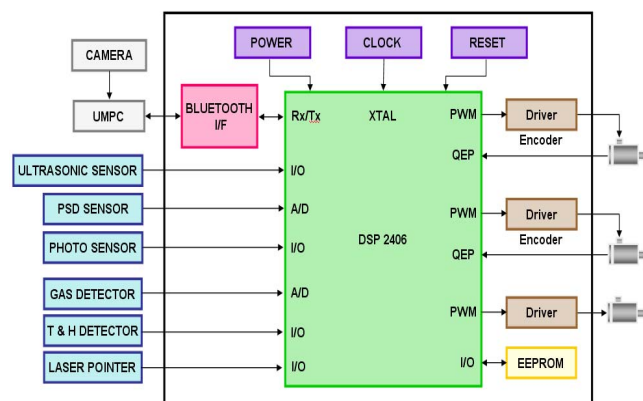 POWER
CLOCK
RESET
CAMERA
UMPC
BLUETOOTH
I/F
Rx/Tx
XTAL
PWM
Driver
Encoder
QEP
ULTRASONIC SENSOR
I/O
PSD SENSOR
A/D
PHOTO SENSOR
I/O
DSP 2406
PWM
Driver
Encoder
QEP
GAS DETECTOR
A/D
T & H DETECTOR
I/O
PWM
Driver
LASER POINTER
I/O
I/O
EEPROM